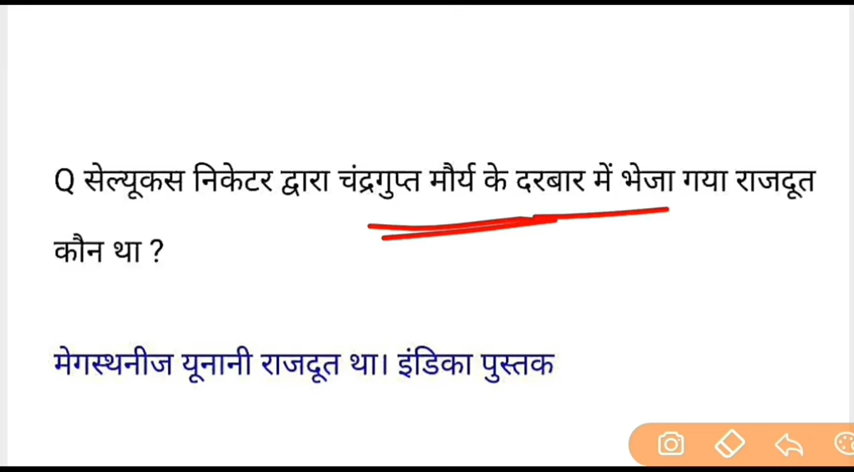 Q सेल्यूकस निकेटर द्वारा चंद्रगुप्त मौर्य के दरबार में भेजा गया राजदूत
कौन था ?
मेगस्थनीज यूनानी राजदूत था। इंडिका पुस्तक